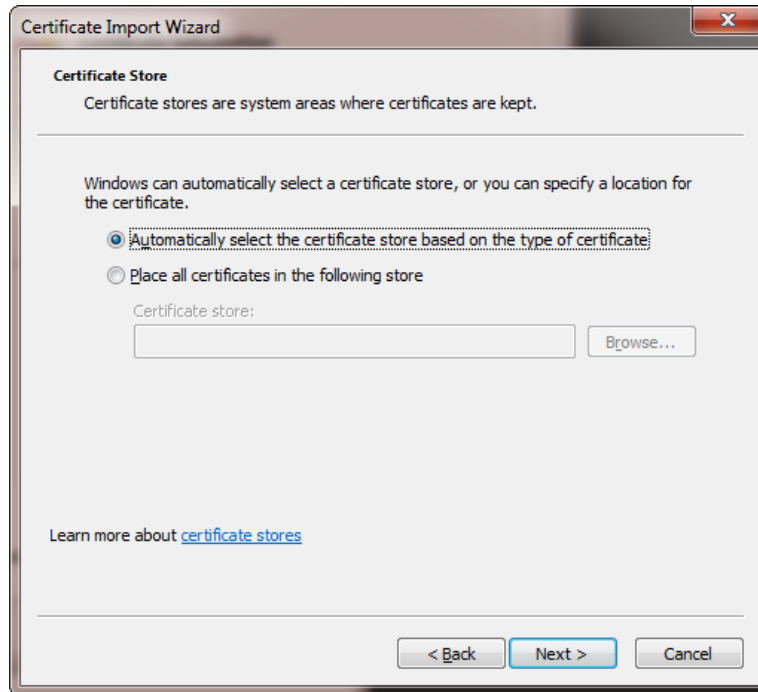 Certificate Import Wizard
Certificate Store
Certificate stores are system areas where certificates are kept.
Windows can automatically select a certificate store, or you can specify a location for
the certificate.
Automatically select the certificate store based on the type of certificate
Place all certificates in the following store
Certificate store:
Browse...
Learn more about certificate stores
< Back Next > Cancel